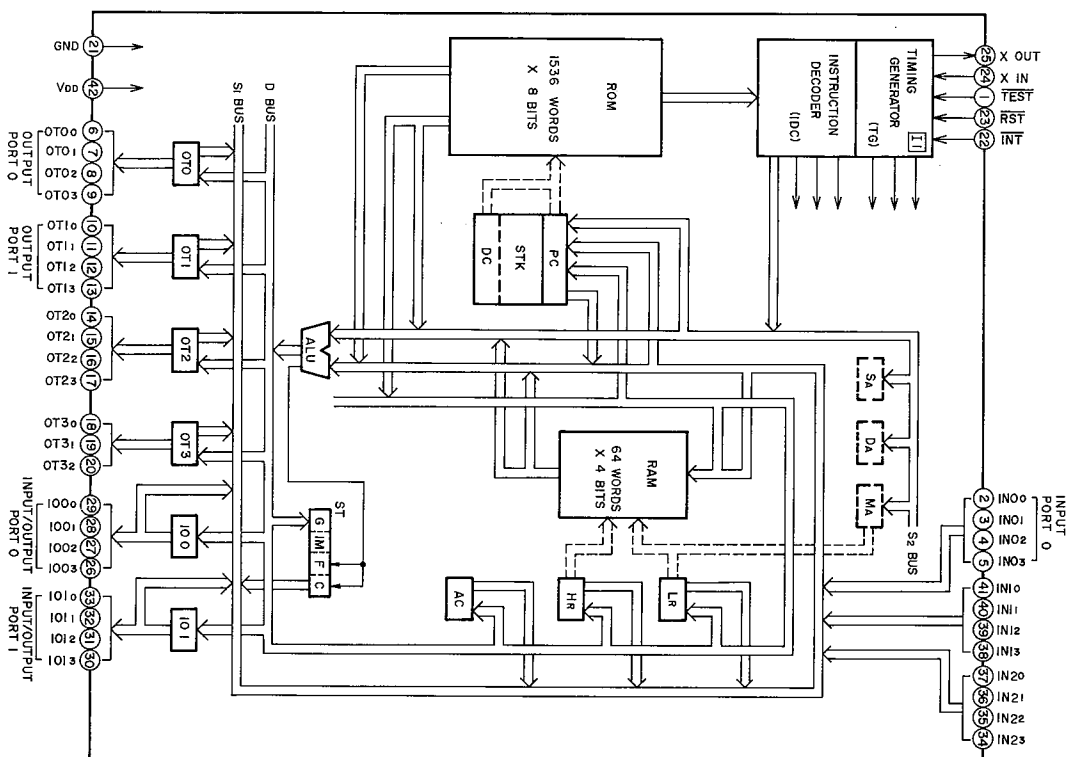 GND 21
VDD 42
OT00 6
OT01 7
OT02 8
OT03 9
OUTPUT PORT 0
OT10 10
OT11 11
OT12 12
OT13 13
OUTPUT PORT 1
OT20 14
OT21 15
OT22 16
OT23 17
OT30 18
OT31 19
OT32 20
IO00 29
IO01 28
IO02 27
IO03 26
INPUT/OUTPUT PORT 0
IO10 33
IO11 32
IO12 31
IO13 30
INPUT/OUTPUT PORT 1
OT0
OT1
OT2
OT3
IO0
IO1
S1 BUS
D BUS
ROM
1536 WORDS
X 8 BITS
PC
STK
DC
ALU
ST
G IM F C
RAM
64 WORDS
X 4 BITS
AC
HR
LR
TIMING
GENERATOR
(TG)
II
INSTRUCTION
DECODER
(IDC)
SA
DA
MA
S2 BUS
25 X OUT
24 X IN
1 TEST
23 RST
22 INT
INPUT
PORT 0
2 IN00
3 IN01
4 IN02
5 IN03
41 IN10
40 IN11
39 IN12
38 IN13
37 IN20
36 IN21
35 IN22
34 IN23